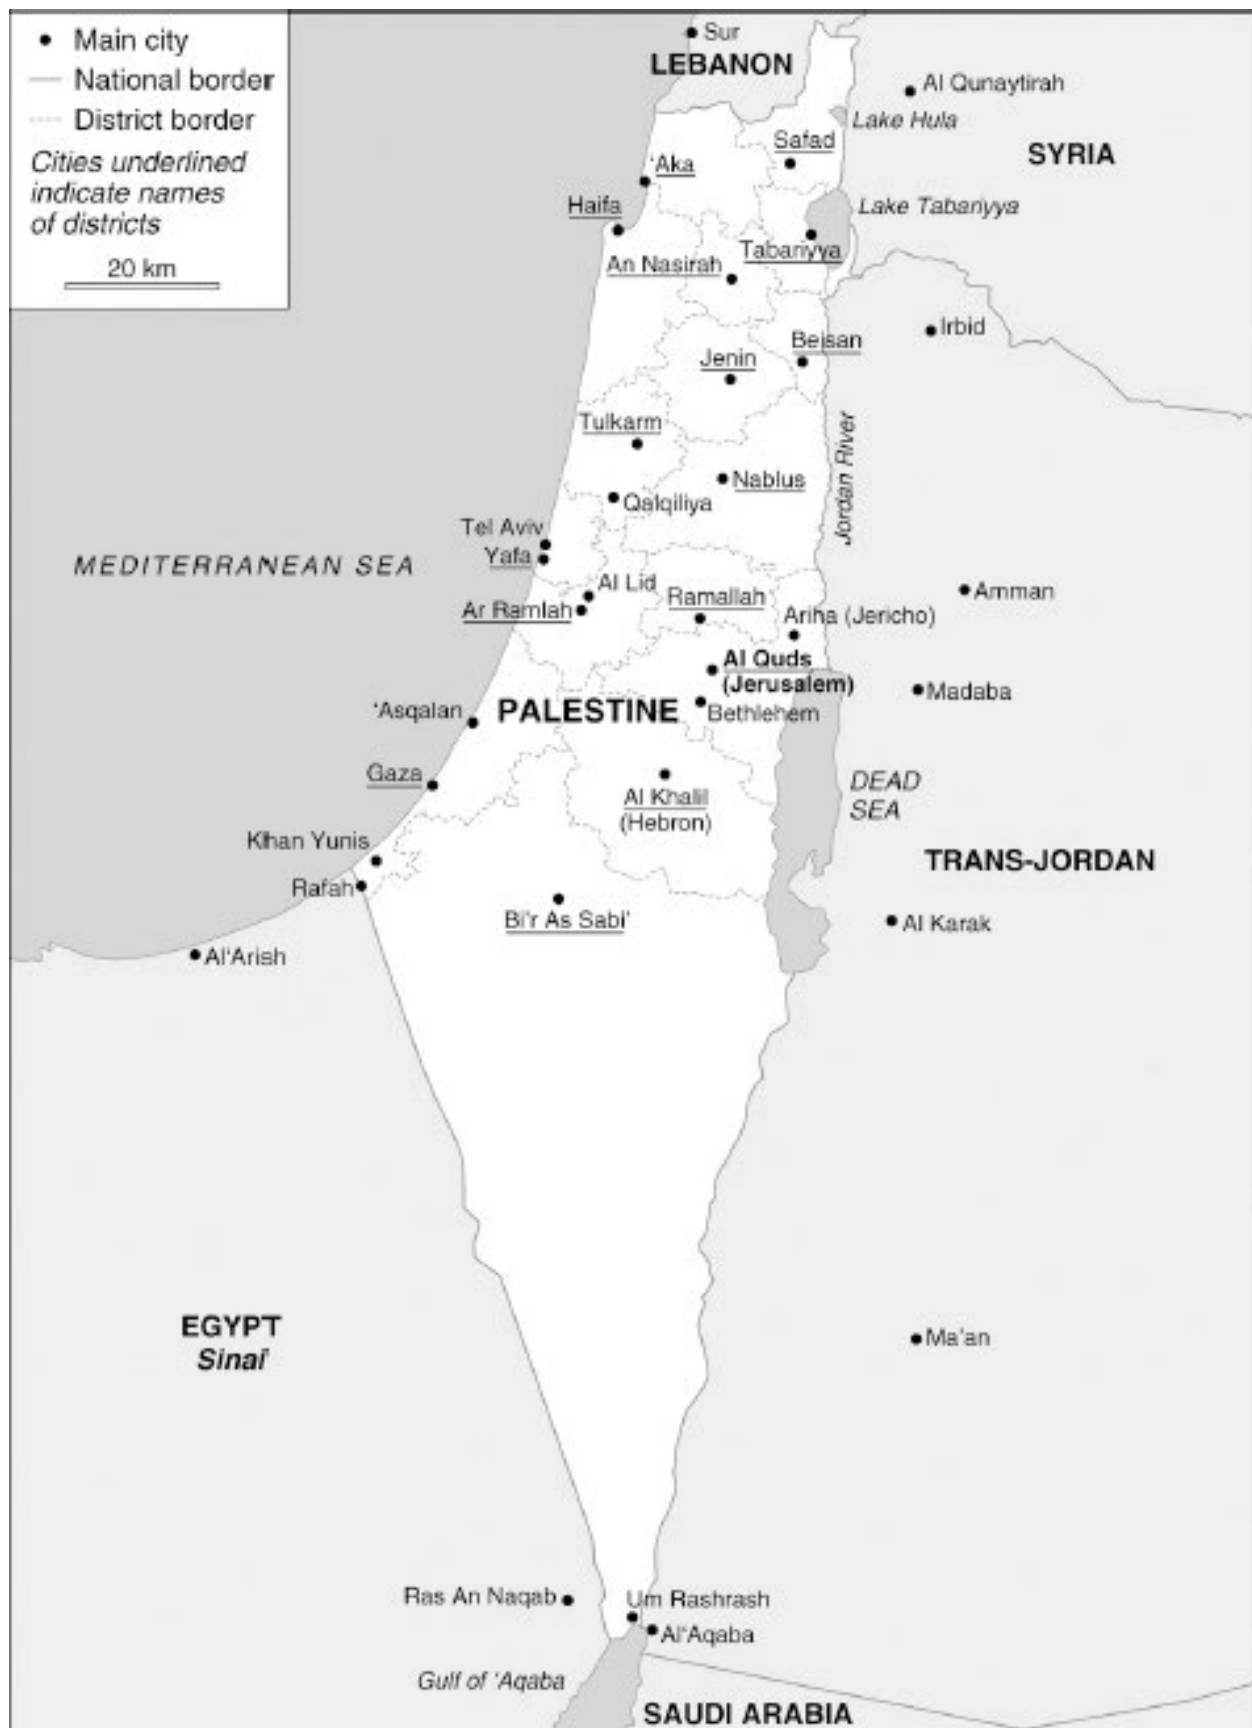 Main city
National border
District border
Cities underlined
indicate names
of districts
20 km
Sur
LEBANON
Al Qunaytirah
Lake Hula
SYRIA
Safad
‘Aka
Haifa
Lake Tabariyya
Tabariyya
An Nasirah
Irbid
Beisan
Jenin
Tulkarm
Jordan River
Nablus
Qalqiliya
Tel Aviv
Yafa
MEDITERRANEAN SEA
Al Lid
Ar Ramlah
Ramallah
Amman
Ariha (Jericho)
Al Quds
(Jerusalem)
Madaba
‘Asqalan
PALESTINE
Bethlehem
Gaza
DEAD
SEA
Al Khalil
(Hebron)
Khan Yunis
TRANS-JORDAN
Rafah
Bi'r As Sabi'
Al Karak
Al‘Arish
EGYPT
Sinai
Ma'an
Ras An Naqab
Um Rashrash
Al‘Aqaba
Gulf of ‘Aqaba
SAUDI ARABIA